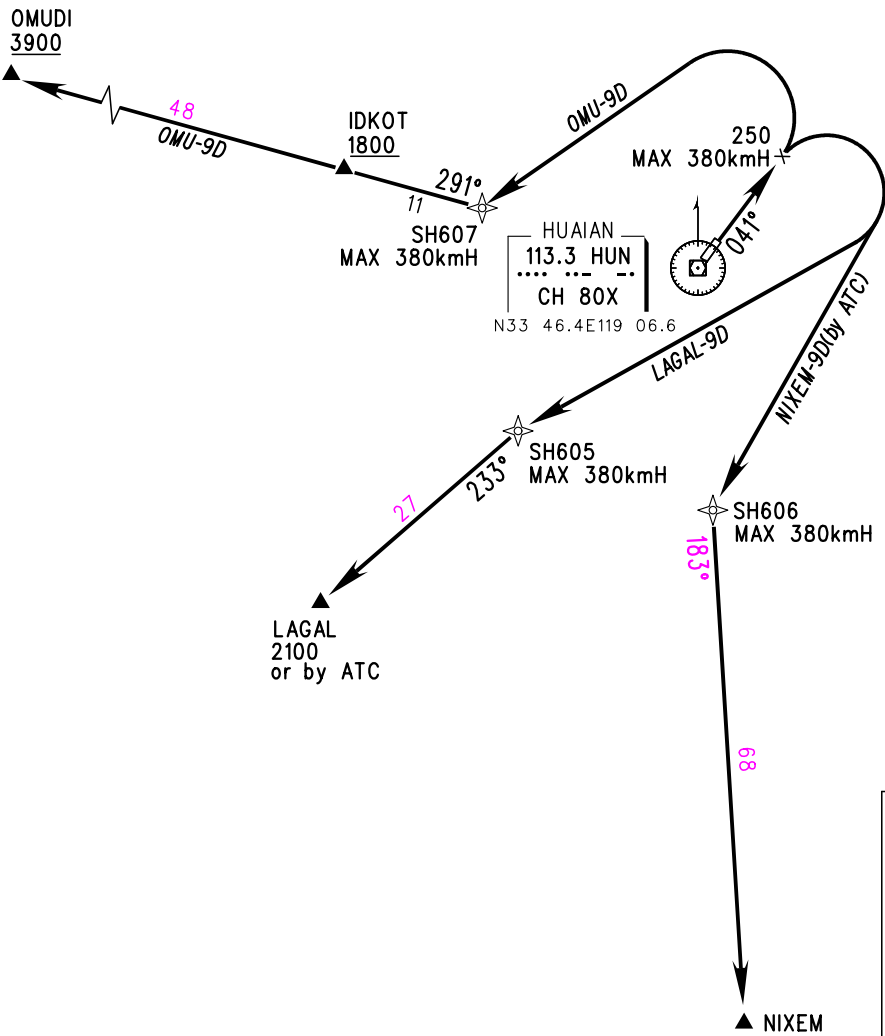 OMUDI
3900
48
OMU-9D
IDKOT
1800
11
291°
SH607
MAX 380kmH
OMU-9D
250
MAX 380kmH
041°
HUAIAN
113.3 HUN
CH 80X
N33 46.4E119 06.6
LAGAL-9D
NIXEM-9D(by ATC)
SH605
MAX 380kmH
233°
27
LAGAL
2100
or by ATC
SH606
MAX 380kmH
183°
68
NIXEM